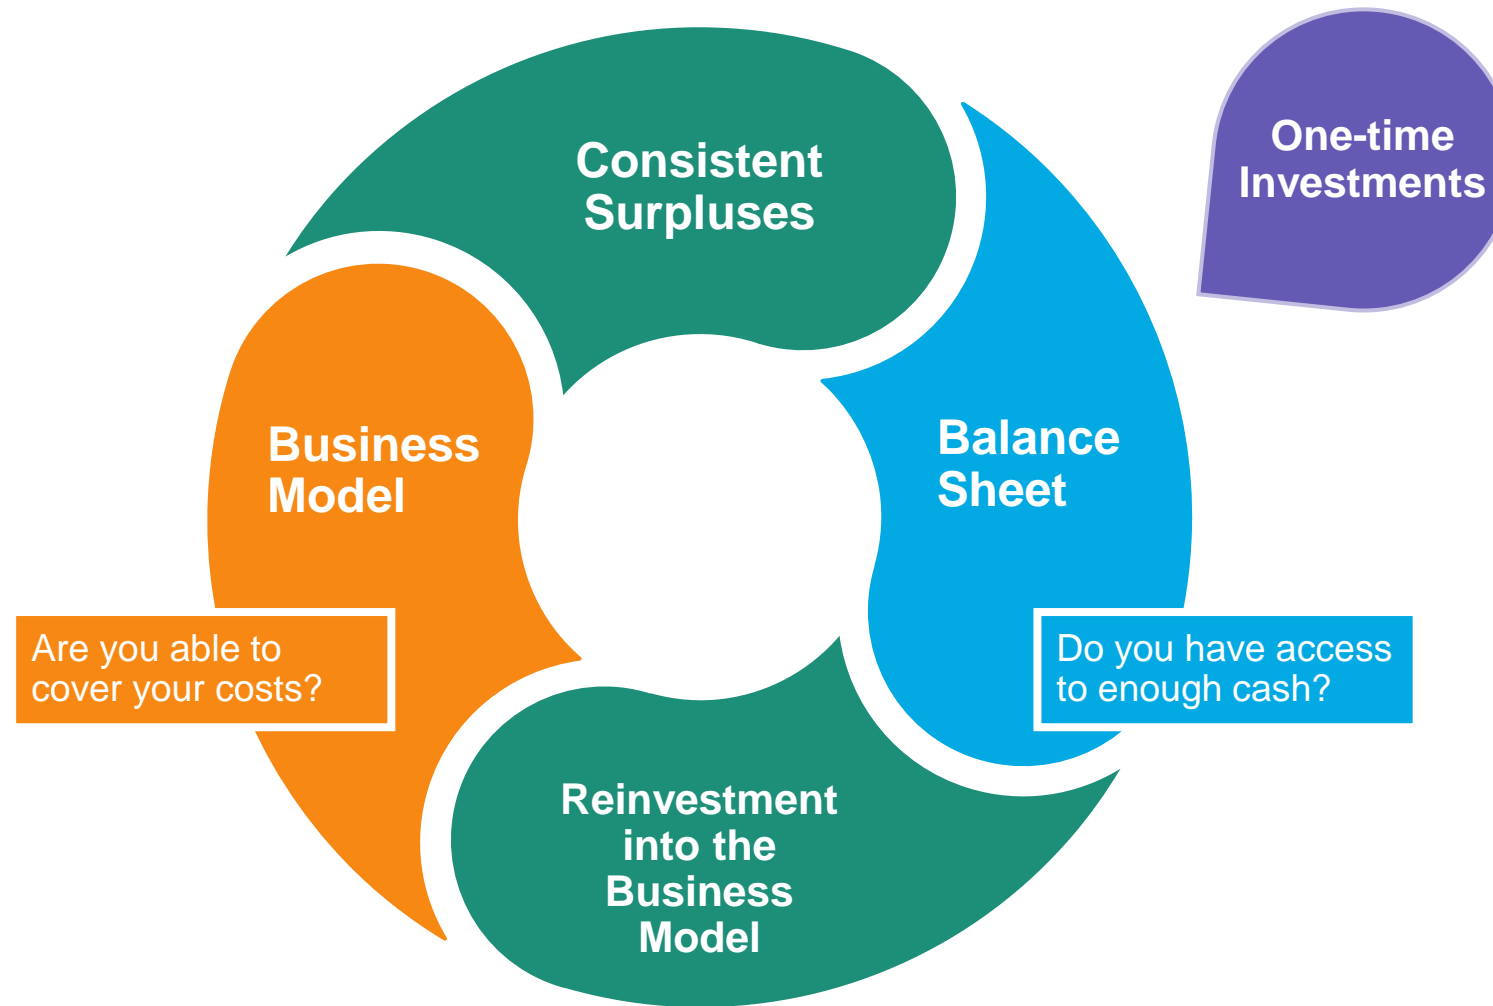 One-time
Investments
Consistent
Surpluses
Business
Model
Balance
Sheet
Are you able to
cover your costs?
Do you have access
to enough cash?
Reinvestment
into the
Business
Model